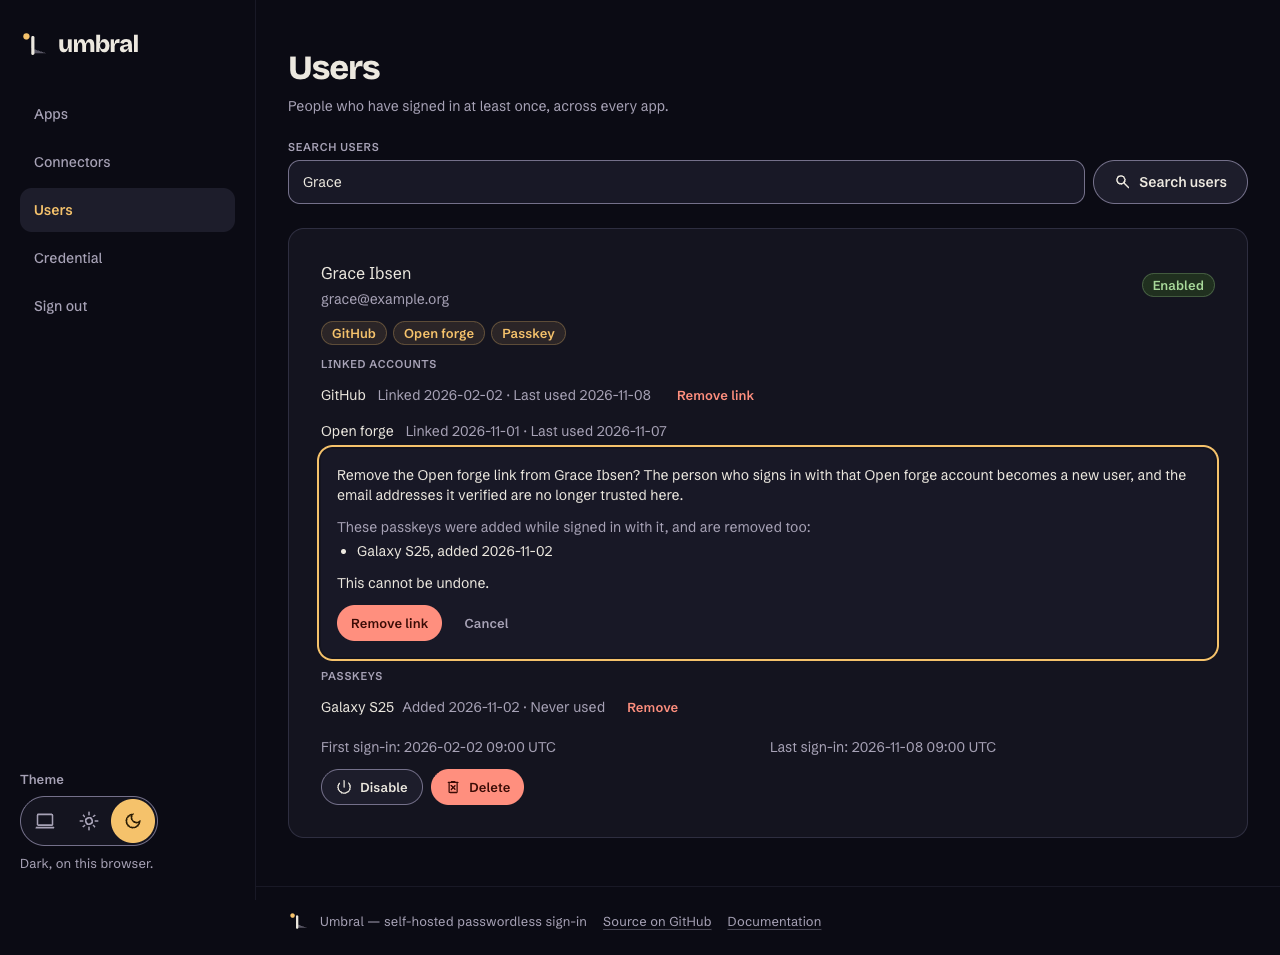 umbral
Apps
Connectors
Users
Credential
Sign out
Theme
Dark, on this browser.
Users
People who have signed in at least once, across every app.
SEARCH USERS
Grace
Search users
Grace Ibsen
grace@example.org
Enabled
GitHub Open forge Passkey
LINKED ACCOUNTS
GitHub Linked 2026-02-02 · Last used 2026-11-08 Remove link
Open forge Linked 2026-11-01 · Last used 2026-11-07
Remove the Open forge link from Grace Ibsen? The person who signs in with that Open forge account becomes a new user, and the
email addresses it verified are no longer trusted here.
These passkeys were added while signed in with it, and are removed too:
• Galaxy S25, added 2026-11-02
This cannot be undone.
Remove link Cancel
PASSKEYS
Galaxy S25 Added 2026-11-02 · Never used Remove
First sign-in: 2026-02-02 09:00 UTC Last sign-in: 2026-11-08 09:00 UTC
Disable Delete
Umbral — self-hosted passwordless sign-in Source on GitHub Documentation